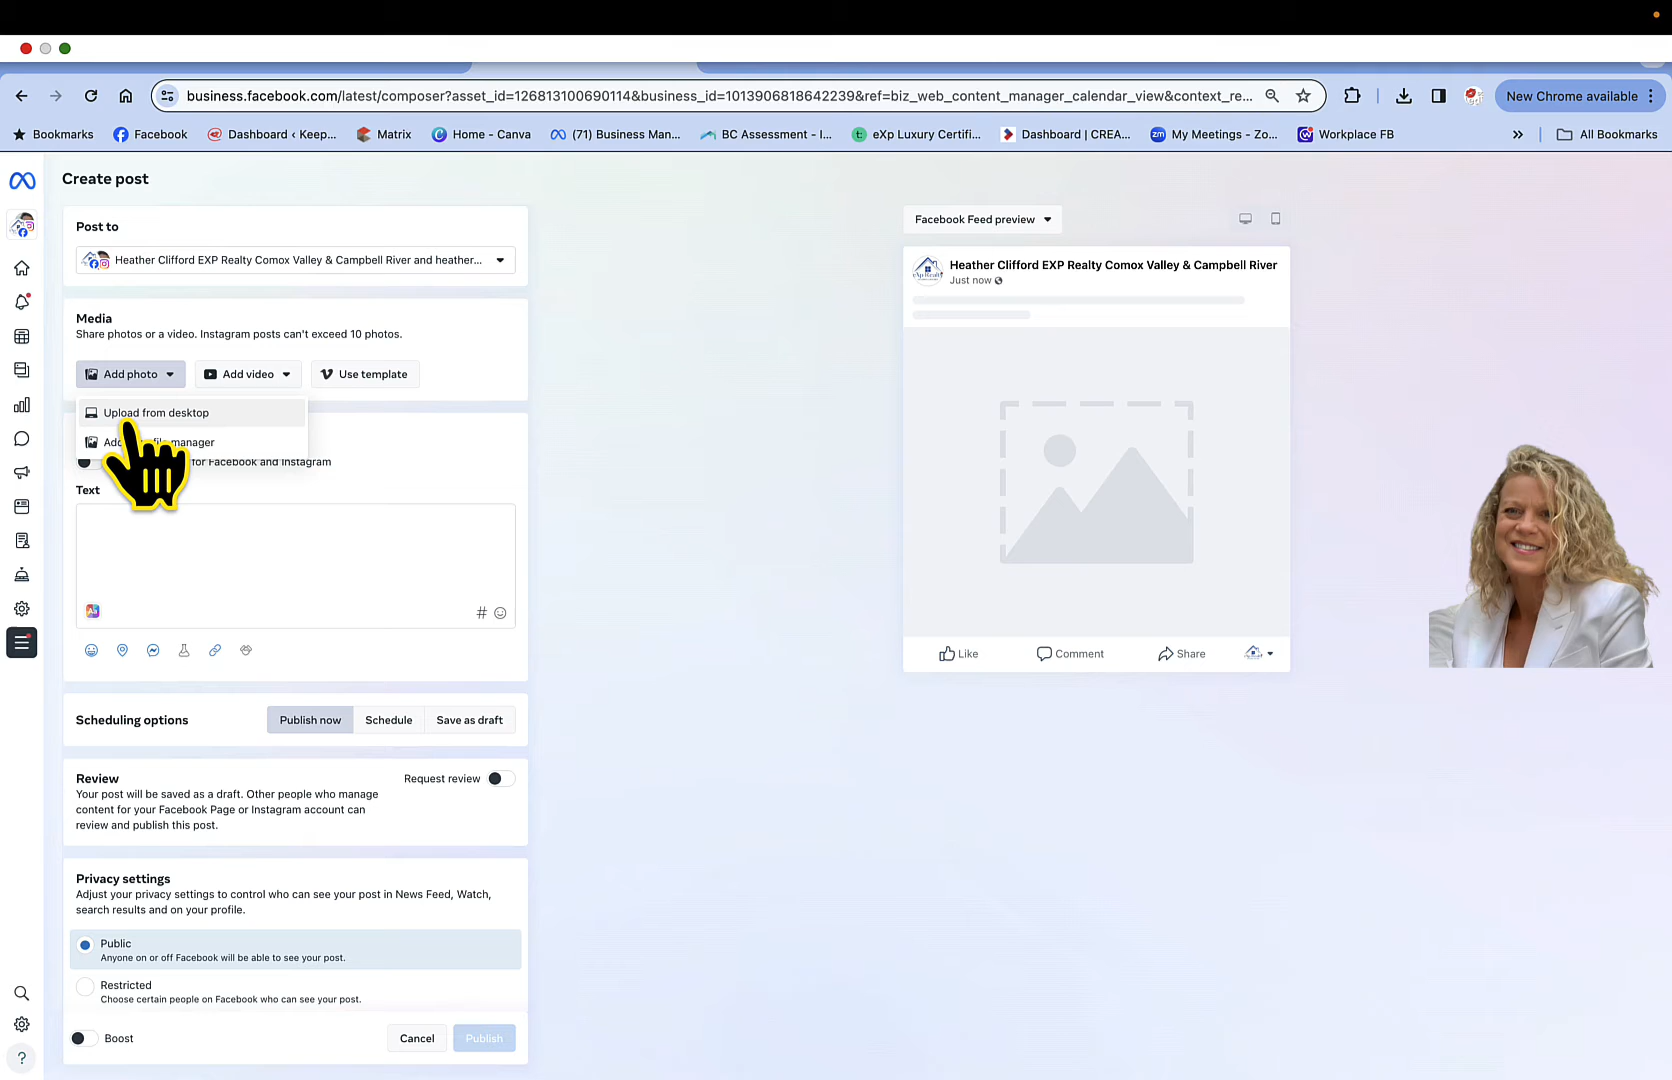 business.facebook.com/latest/composer?asset_id=126813100690114&business_id=1013906818642239&ref=biz_web_content_manager_calendar_view&context_re...
New Chrome available
Bookmarks
Facebook
Dashboard ‹ Keep...
Matrix
Home - Canva
(71) Business Man...
BC Assessment - I...
eXp Luxury Certifi...
Dashboard | CREA...
My Meetings - Zo...
Workplace FB
»
All Bookmarks
Create post
Post to
Heather Clifford EXP Realty Comox Valley & Campbell River and heather...
Media
Share photos or a video. Instagram posts can't exceed 10 photos.
Add photo
Add video
Use template
Upload from desktop
Add file manager
for Facebook and Instagram
Text
#
Scheduling options
Publish now
Schedule
Save as draft
Review
Request review
Your post will be saved as a draft. Other people who manage
content for your Facebook Page or Instagram account can
review and publish this post.
Privacy settings
Adjust your privacy settings to control who can see your post in News Feed, Watch,
search results and on your profile.
Public
Anyone on or off Facebook will be able to see your post.
Restricted
Choose certain people on Facebook who can see your post.
Boost
Cancel
Publish
?
Facebook Feed preview
Heather Clifford EXP Realty Comox Valley & Campbell River
Just now
Like
Comment
Share